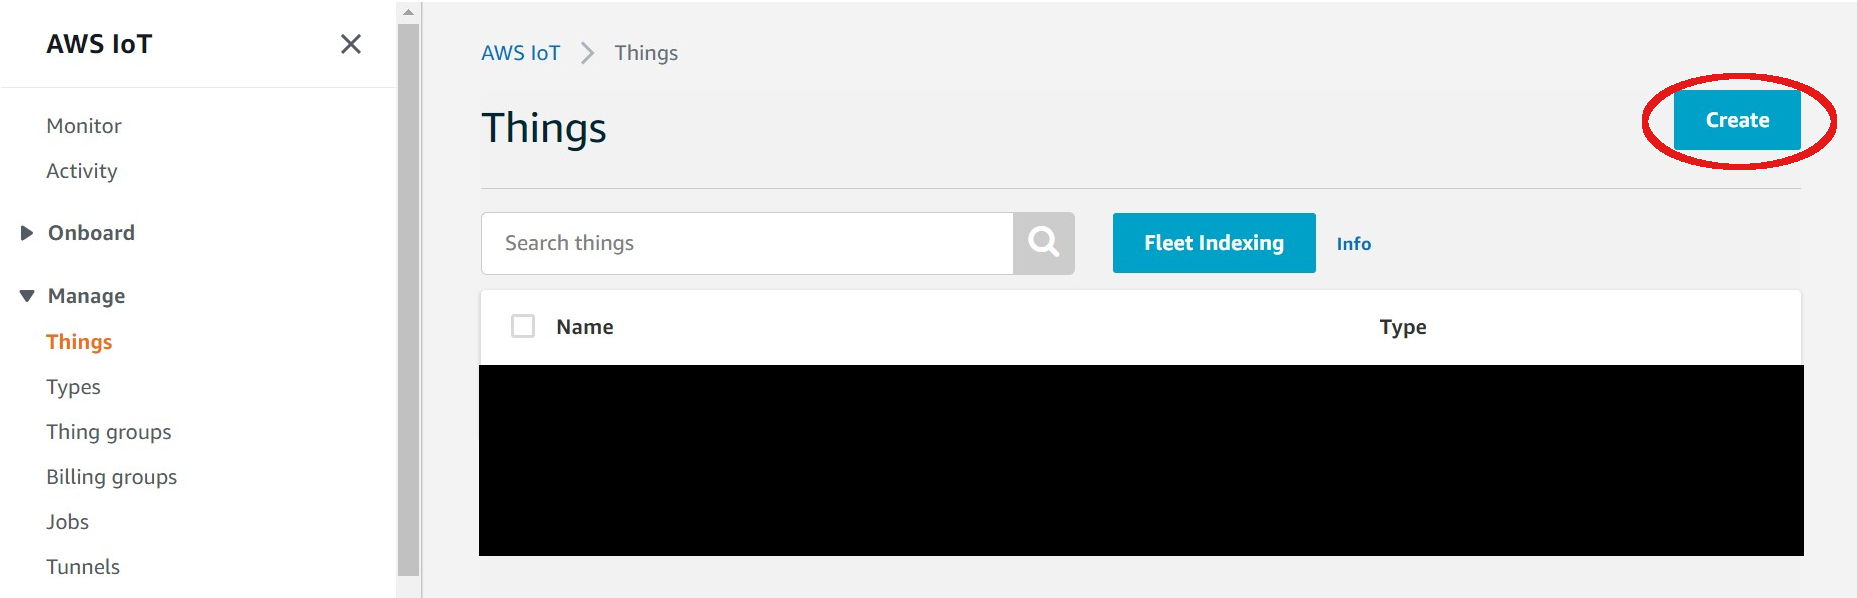 AWS IoT
Monitor
Activity
Onboard
Manage
Things
Types
Thing groups
Billing groups
Jobs
Tunnels
AWS IoT Things
Things
Create
Search things
Fleet Indexing Info
Name Type